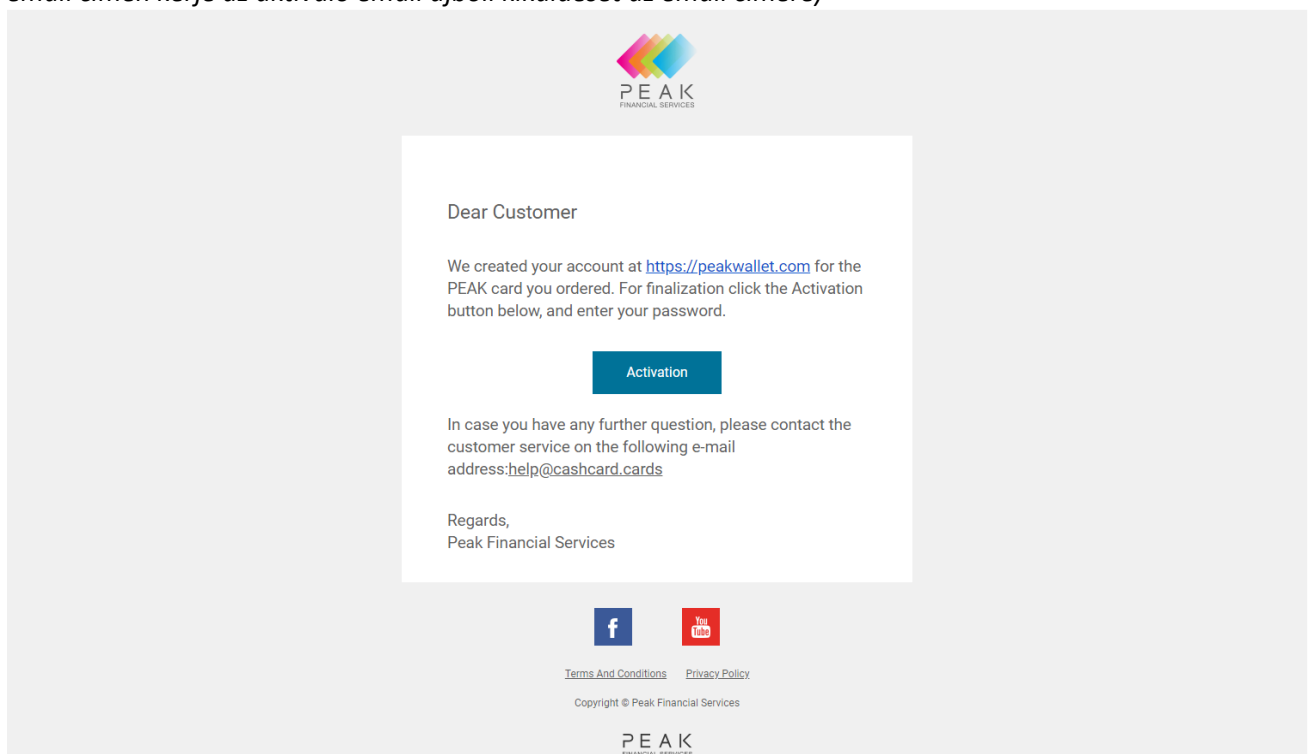 email címen kérje az aktiváló email újbóli kiküldését az email címére)
PEAK
FINANCIAL SERVICES
Dear Customer
We created your account at https://peakwallet.com for the
PEAK card you ordered. For finalization click the Activation
button below, and enter your password.
Activation
In case you have any further question, please contact the
customer service on the following e-mail
address:help@cashcard.cards
Regards,
Peak Financial Services
f
You
Tube
Terms And Conditions Privacy Policy
Copyright © Peak Financial Services
PEAK
FINANCIAL SERVICES